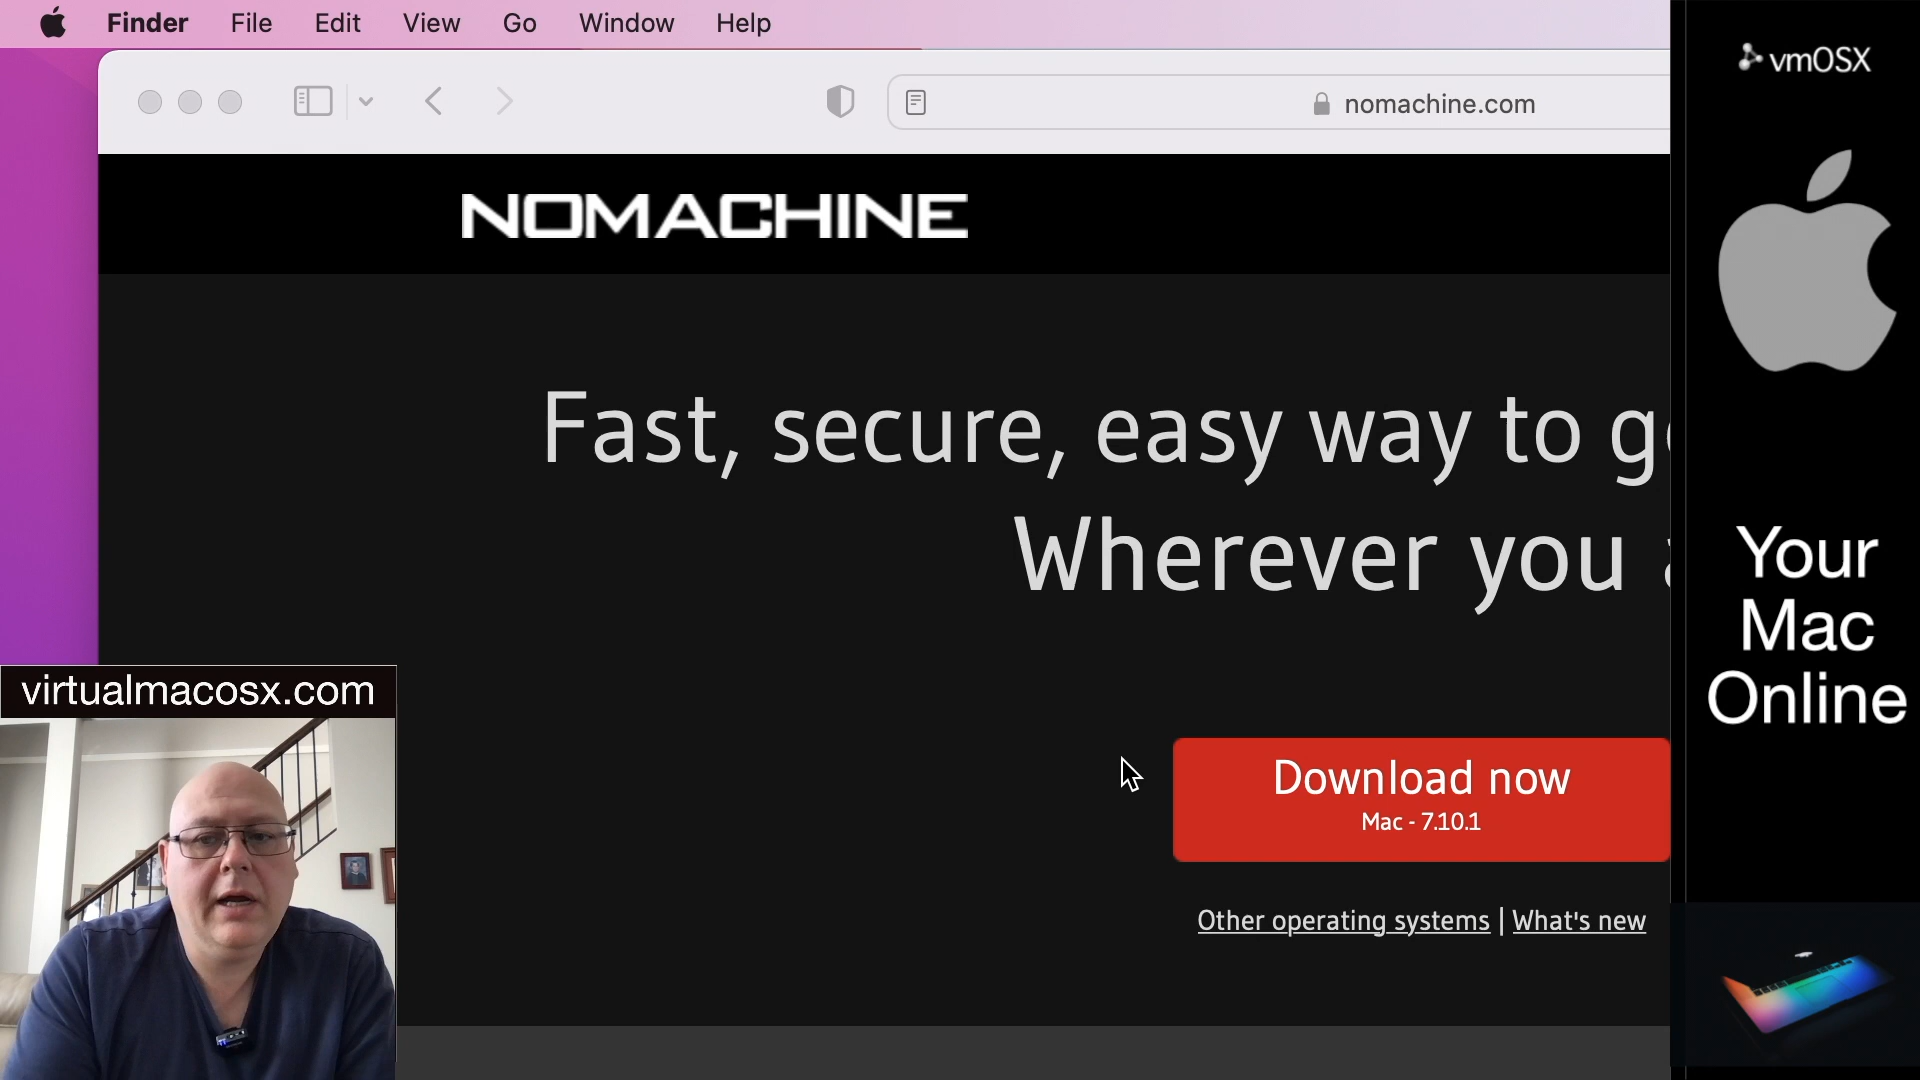 Finder File Edit View Go Window Help
nomachine.com
NOMACHINE
Fast, secure, easy way to g
Wherever you
Download now
Mac - 7.10.1
Other operating systems | What's new
virtualmacosx.com
vmOSX
Your
Mac
Online